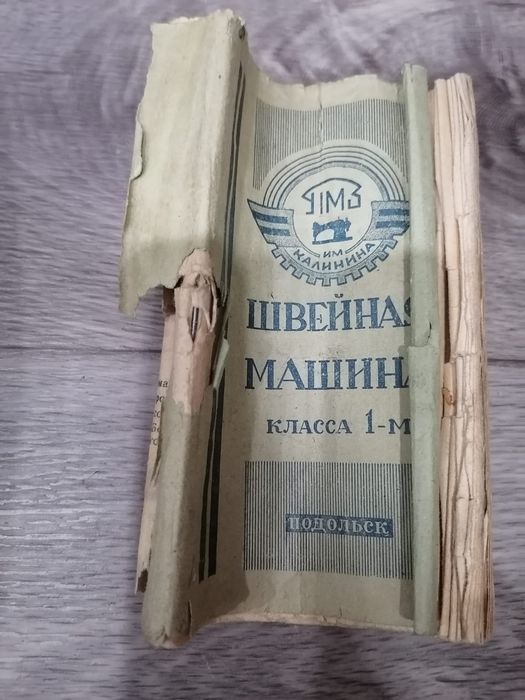 ПМЗ
ИМ
КАЛИНИНА
ШВЕЙНАЯ
МАШИНА
КЛАССА 1-М
ПОДОЛЬСК